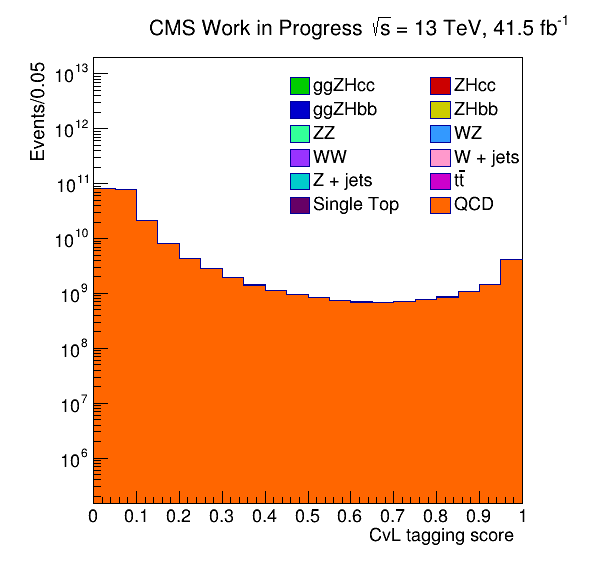 CMS Work in Progress √s = 13 TeV, 41.5 fb⁻¹
Events/0.05
10¹³
10¹²
10¹¹
10¹⁰
10⁹
10⁸
10⁷
10⁶
ggZHcc ZHcc
ggZHbb ZHbb
ZZ WZ
WW W + jets
Z + jets tt̄
Single Top QCD
0 0.1 0.2 0.3 0.4 0.5 0.6 0.7 0.8 0.9 1
CvL tagging score